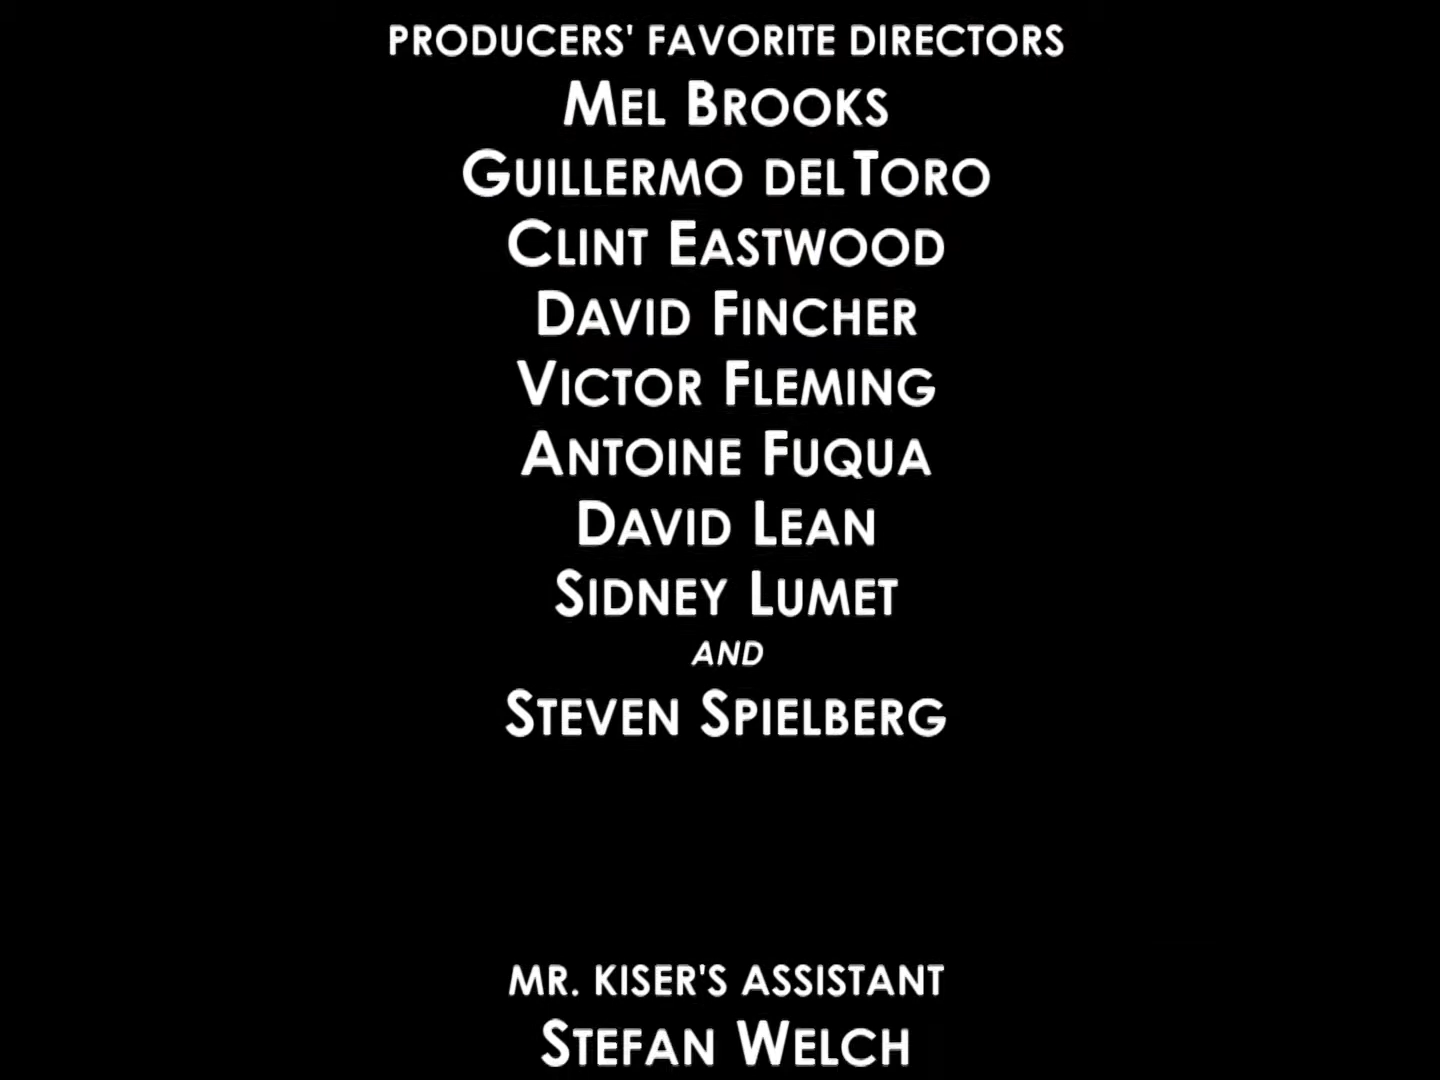 PRODUCERS' FAVORITE DIRECTORS
MEL BROOKS
GUILLERMO DEL TORO
CLINT EASTWOOD
DAVID FINCHER
VICTOR FLEMING
ANTOINE FUQUA
DAVID LEAN
SIDNEY LUMET
AND
STEVEN SPIELBERG
MR. KISER'S ASSISTANT
STEFAN WELCH